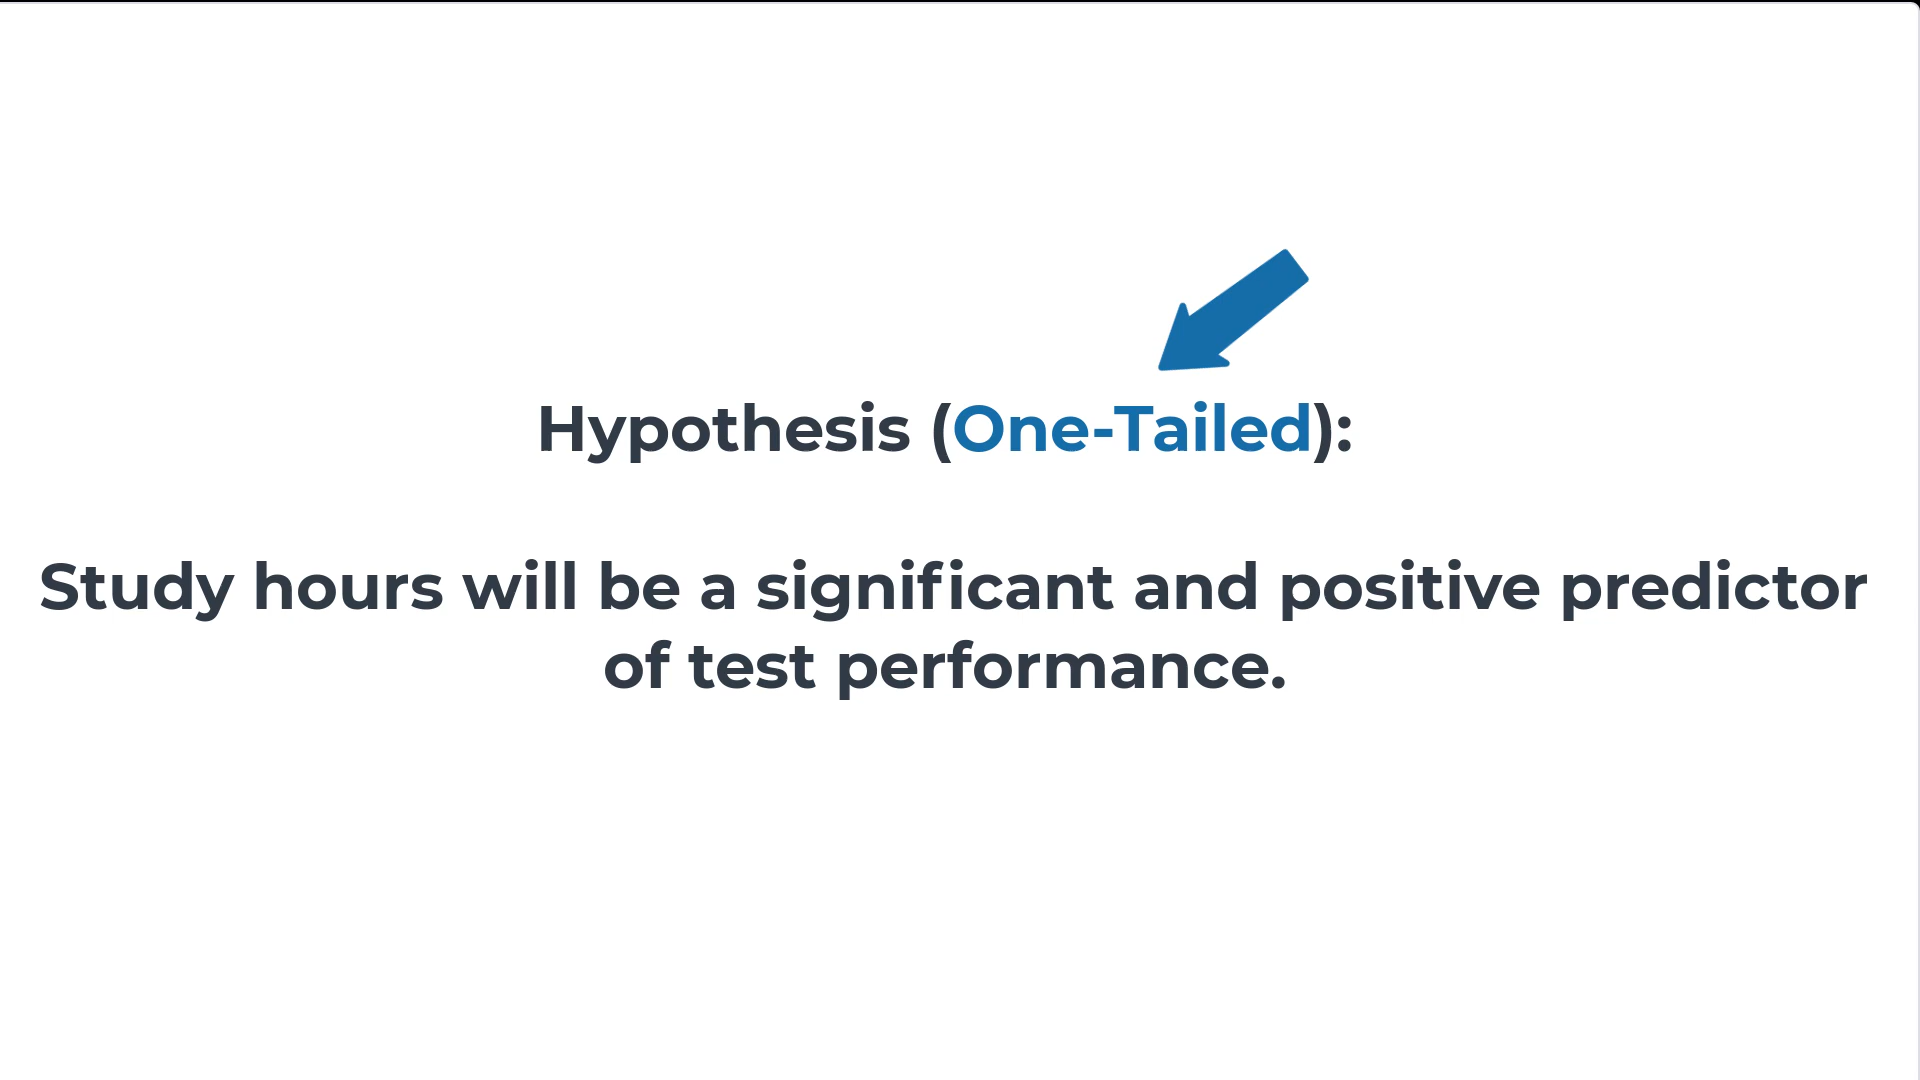 Hypothesis (One-Tailed):
Study hours will be a significant and positive predictor
of test performance.